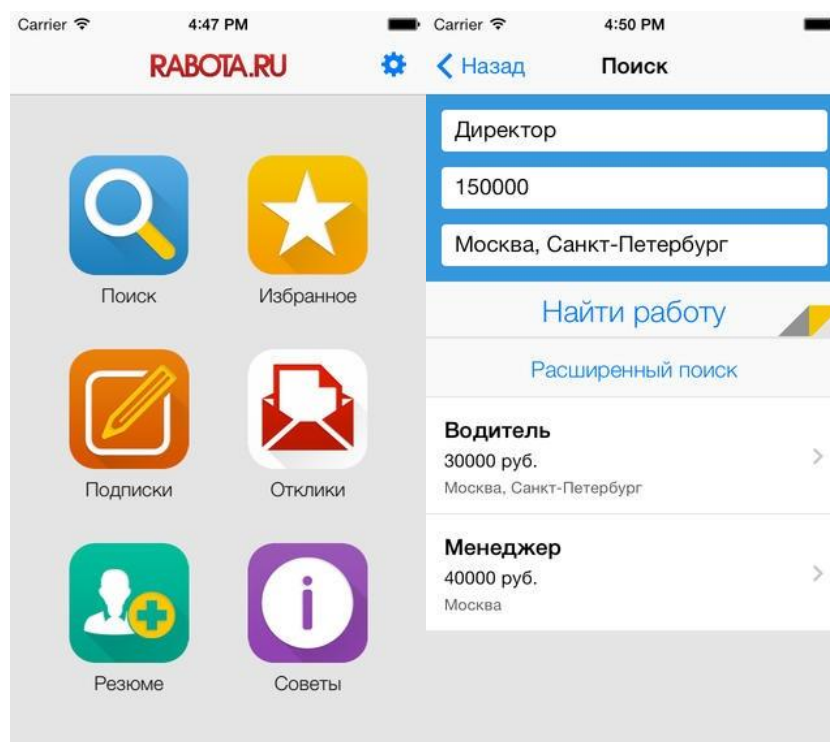 Carrier 4:47 PM
RABOTA.RU
Поиск Избранное
Подписки Отклики
Резюме Советы
Carrier 4:50 PM
Назад Поиск
Директор
150000
Москва, Санкт-Петербург
Найти работу
Расширенный поиск
Водитель
30000 руб.
Москва, Санкт-Петербург
Менеджер
40000 руб.
Москва